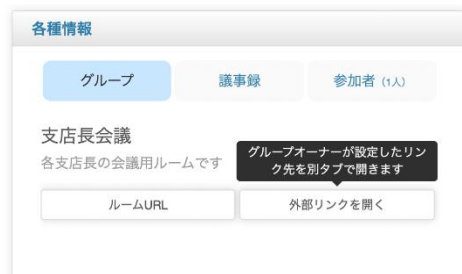 各種情報
グループ
議事録
参加者 (1人)
支店長会議
各支店長の会議用ルームです
グループオーナーが設定したリン
ク先を別タブで開きます
ルームURL
外部リンクを開く